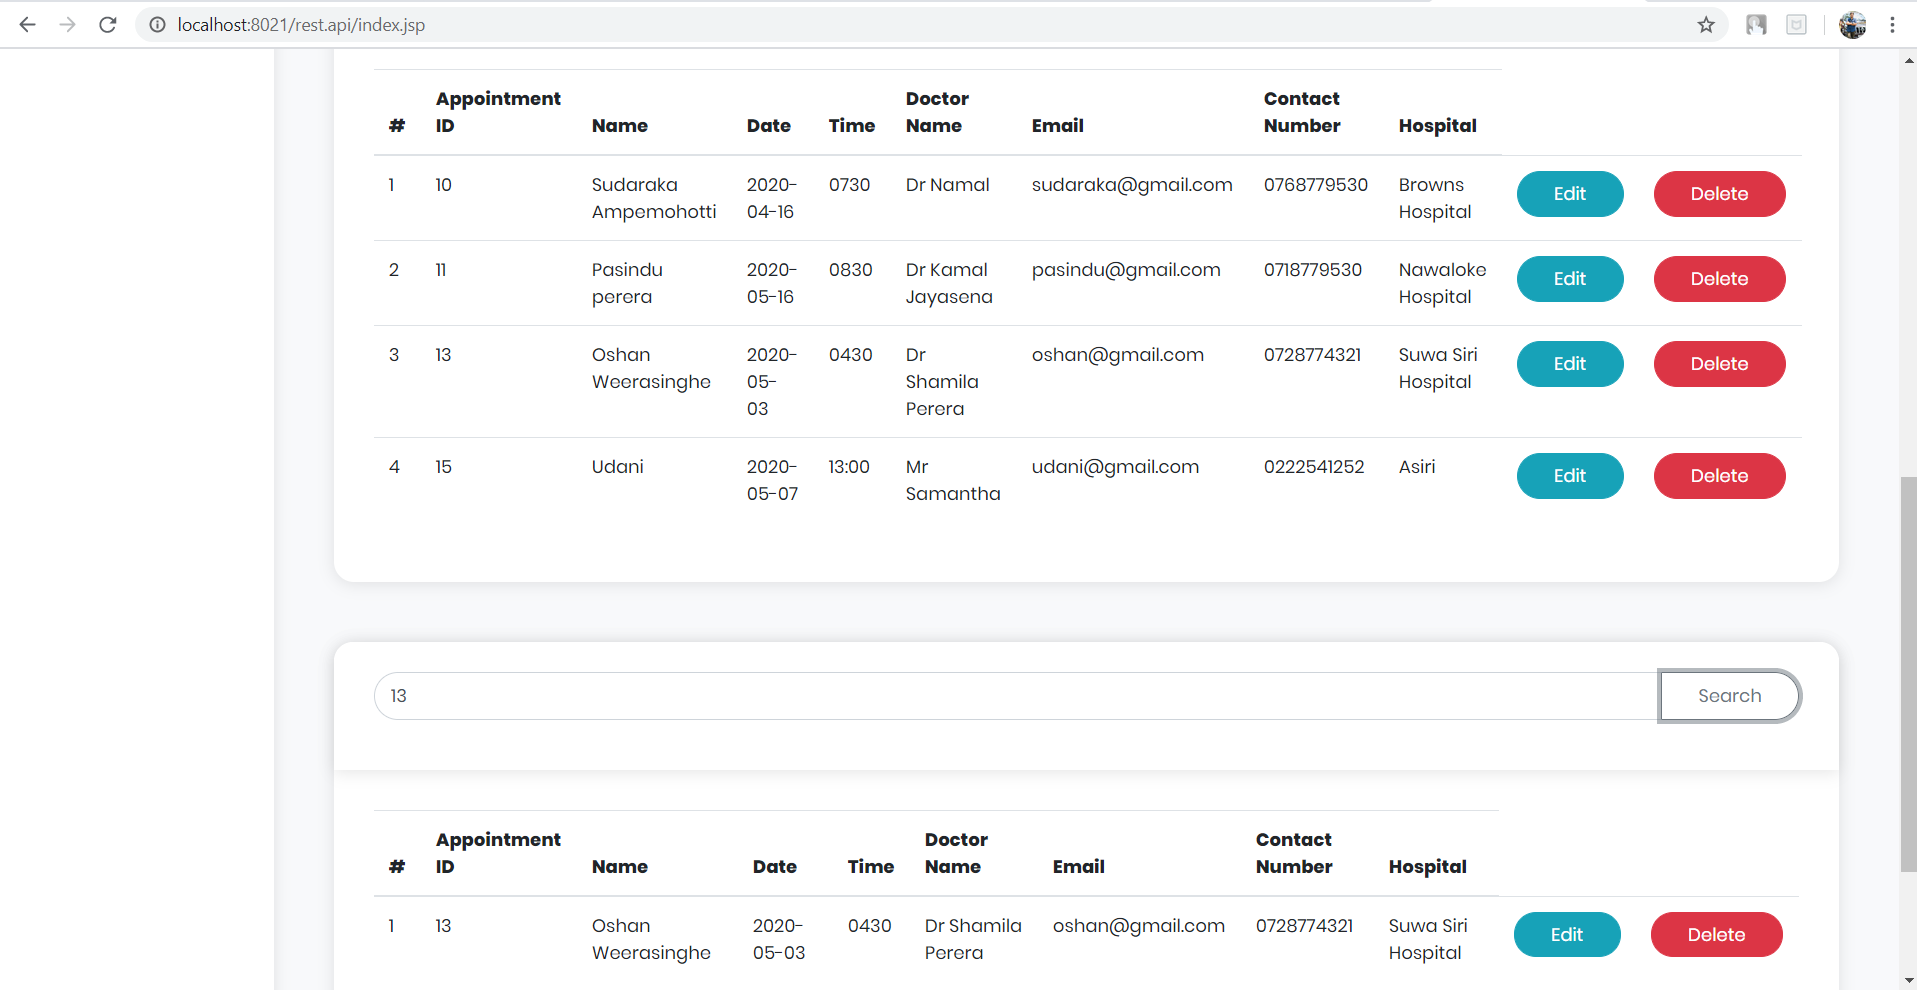 localhost:8021/rest.api/index.jsp
# Appointment ID Name Date Time Doctor Name Email Contact Number Hospital
1 10 Sudaraka Ampemohotti 2020-04-16 0730 Dr Namal sudaraka@gmail.com 0768779530 Browns Hospital Edit Delete
2 11 Pasindu perera 2020-05-16 0830 Dr Kamal Jayasena pasindu@gmail.com 0718779530 Nawaloke Hospital Edit Delete
3 13 Oshan Weerasinghe 2020-05-03 0430 Dr Shamila Perera oshan@gmail.com 0728774321 Suwa Siri Hospital Edit Delete
4 15 Udani 2020-05-07 13:00 Mr Samantha udani@gmail.com 0222541252 Asiri Edit Delete
13 Search
# Appointment ID Name Date Time Doctor Name Email Contact Number Hospital
1 13 Oshan Weerasinghe 2020-05-03 0430 Dr Shamila Perera oshan@gmail.com 0728774321 Suwa Siri Hospital Edit Delete